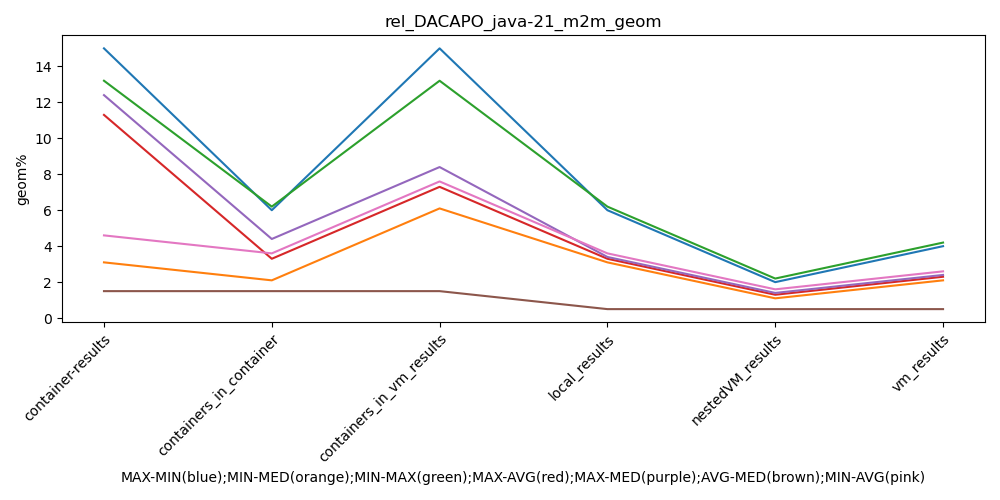 rel_DACAPO_java-21_m2m_geom
geom%
14
12
10
8
6
4
2
0
container-results
containers_in_container
containers_in_vm_results
local_results
nestedVM_results
vm_results
MAX-MIN(blue);MIN-MED(orange);MIN-MAX(green);MAX-AVG(red);MAX-MED(purple);AVG-MED(brown);MIN-AVG(pink)